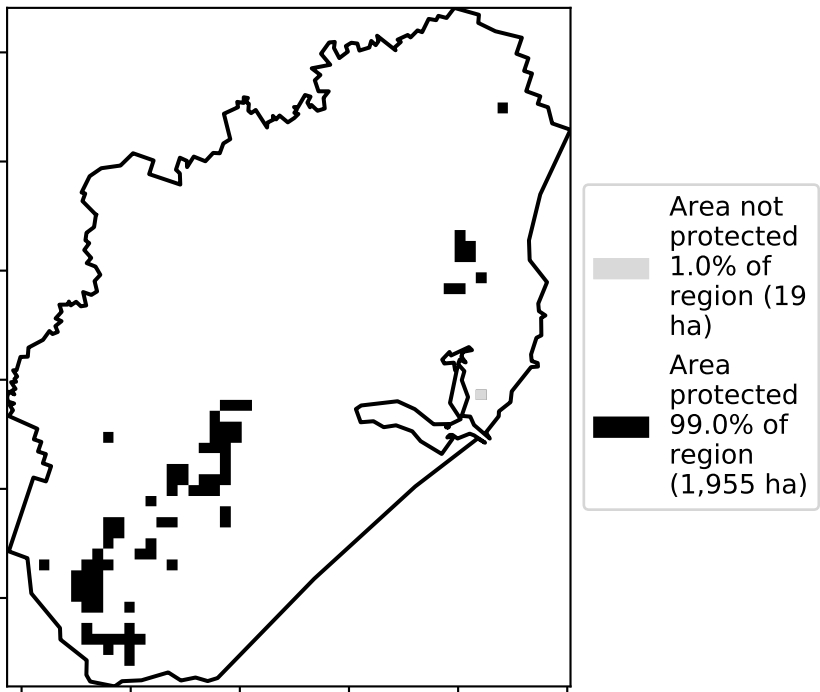 Area not
protected
1.0% of
region (19
ha)
Area
protected
99.0% of
region
(1,955 ha)